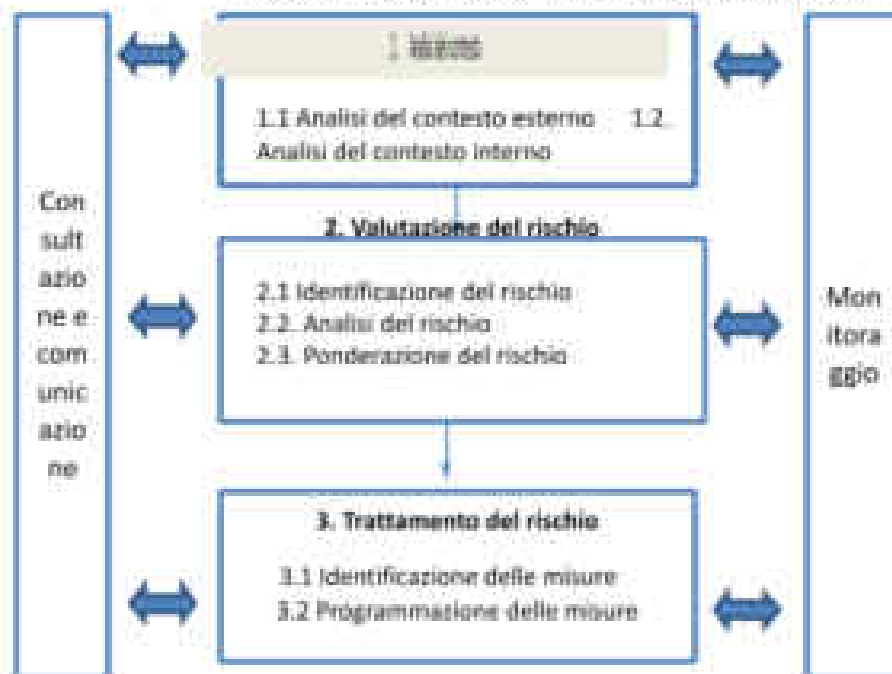 1.1 Analisi del contesto esterno 1.2.
Analisi del contesto interno
2. Valutazione del rischio
2.1 Identificazione del rischio
2.2. Analisi del rischio
2.3. Ponderazione del rischio
3. Trattamento del rischio
3.1 Identificazione delle misure
3.2 Programmazione delle misure
Con
sult
azio
ne e
com
unic
azio
ne
Mon
itora
ggio